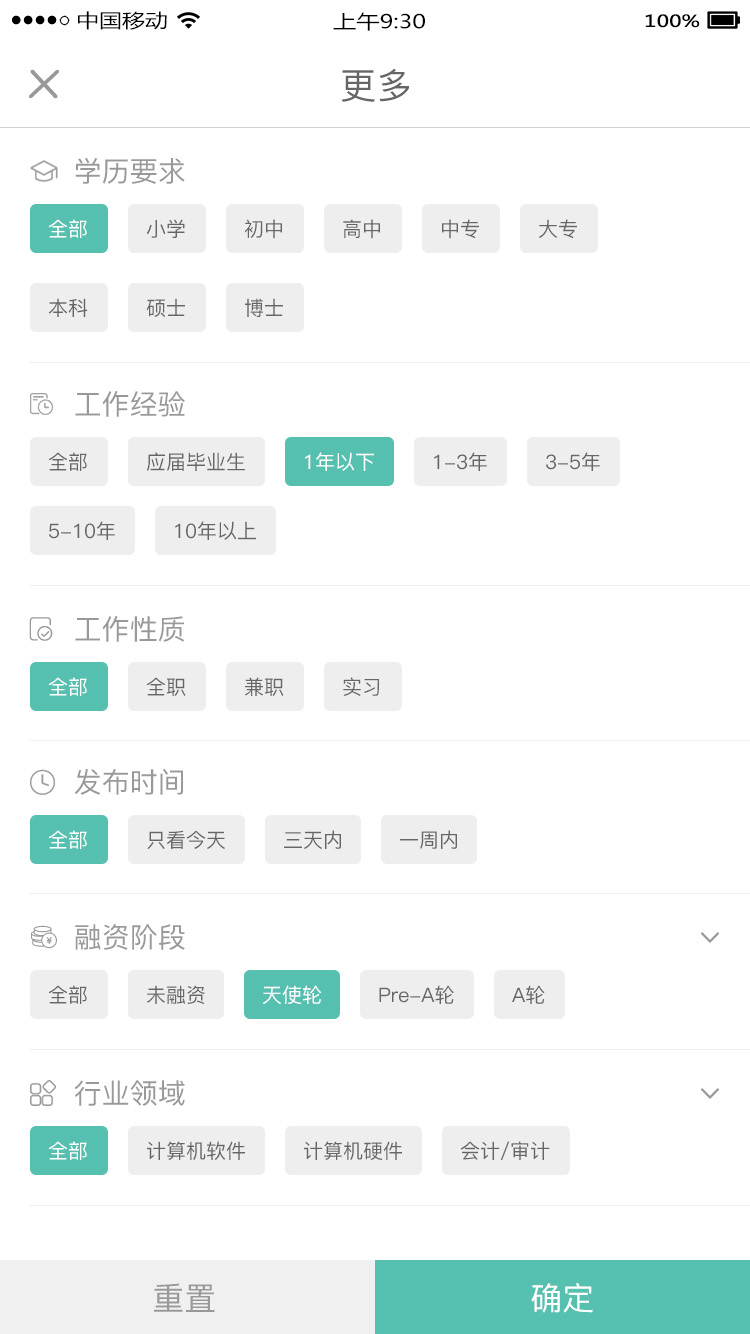 中国移动 上午9:30 100%
更多
学历要求
全部 小学 初中 高中 中专 大专
本科 硕士 博士
工作经验
全部 应届毕业生 1年以下 1-3年 3-5年
5-10年 10年以上
工作性质
全部 全职 兼职 实习
发布时间
全部 只看今天 三天内 一周内
融资阶段
全部 未融资 天使轮 Pre-A轮 A轮
行业领域
全部 计算机软件 计算机硬件 会计/审计
重置 确定